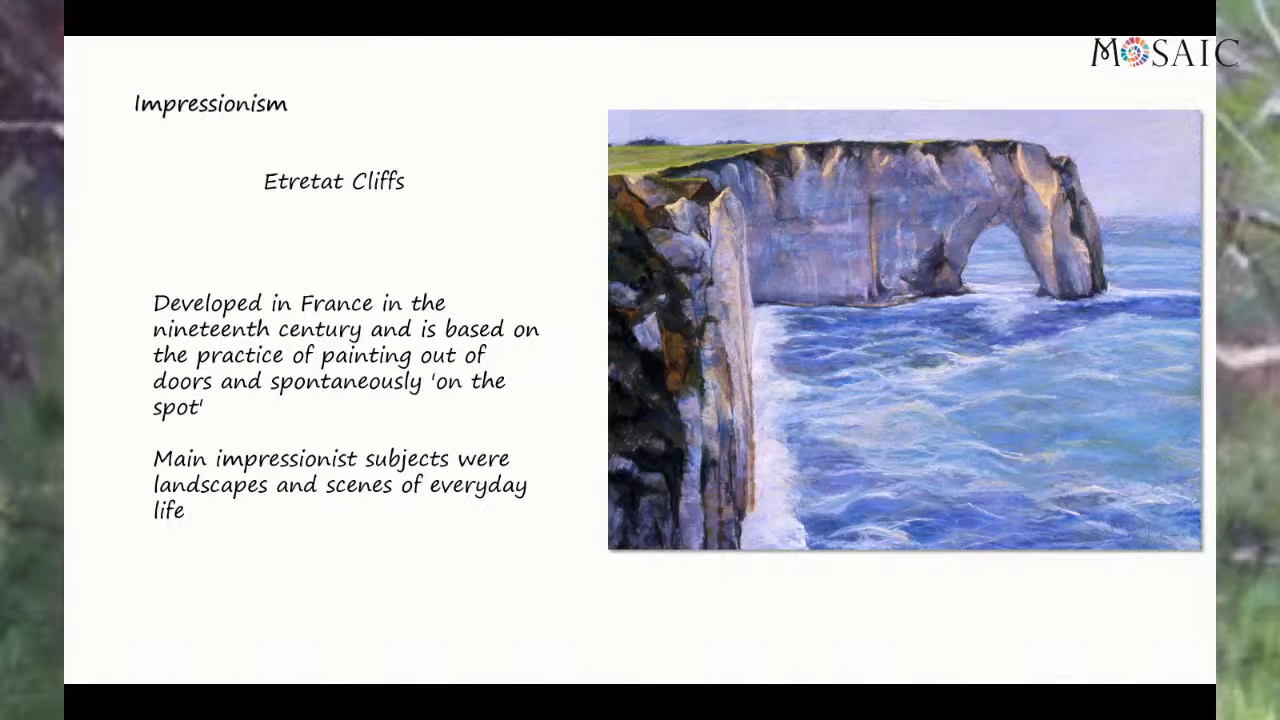 MOSAIC
Impressionism
Etretat Cliffs
Developed in France in the
nineteenth century and is based on
the practice of painting out of
doors and spontaneously 'on the
spot'
Main impressionist subjects were
landscapes and scenes of everyday
life